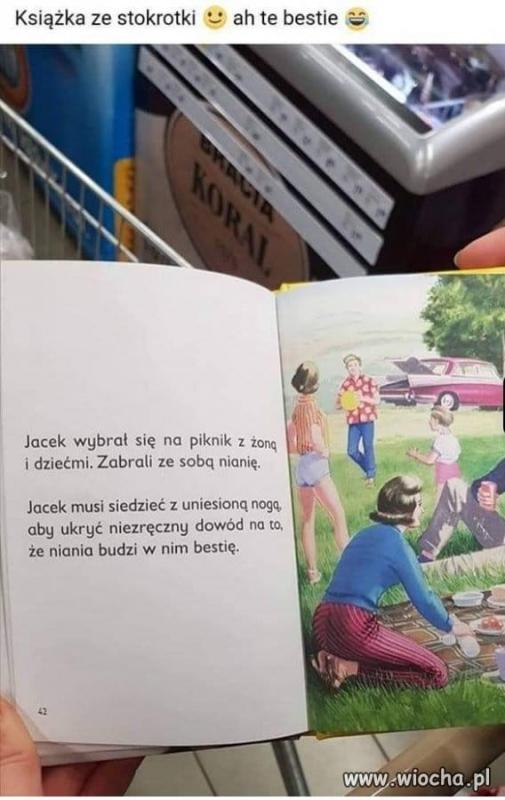 Książka ze stokrotki 🙂 ah te bestie 😂
BRACIA
KORAL
Jacek wybrał się na piknik z żoną
i dziećmi. Zabrali ze sobą nianię.
Jacek musi siedzieć z uniesioną nogą,
aby ukryć niezręczny dowód na to,
że niania budzi w nim bestię.
42
www.wiocha.pl